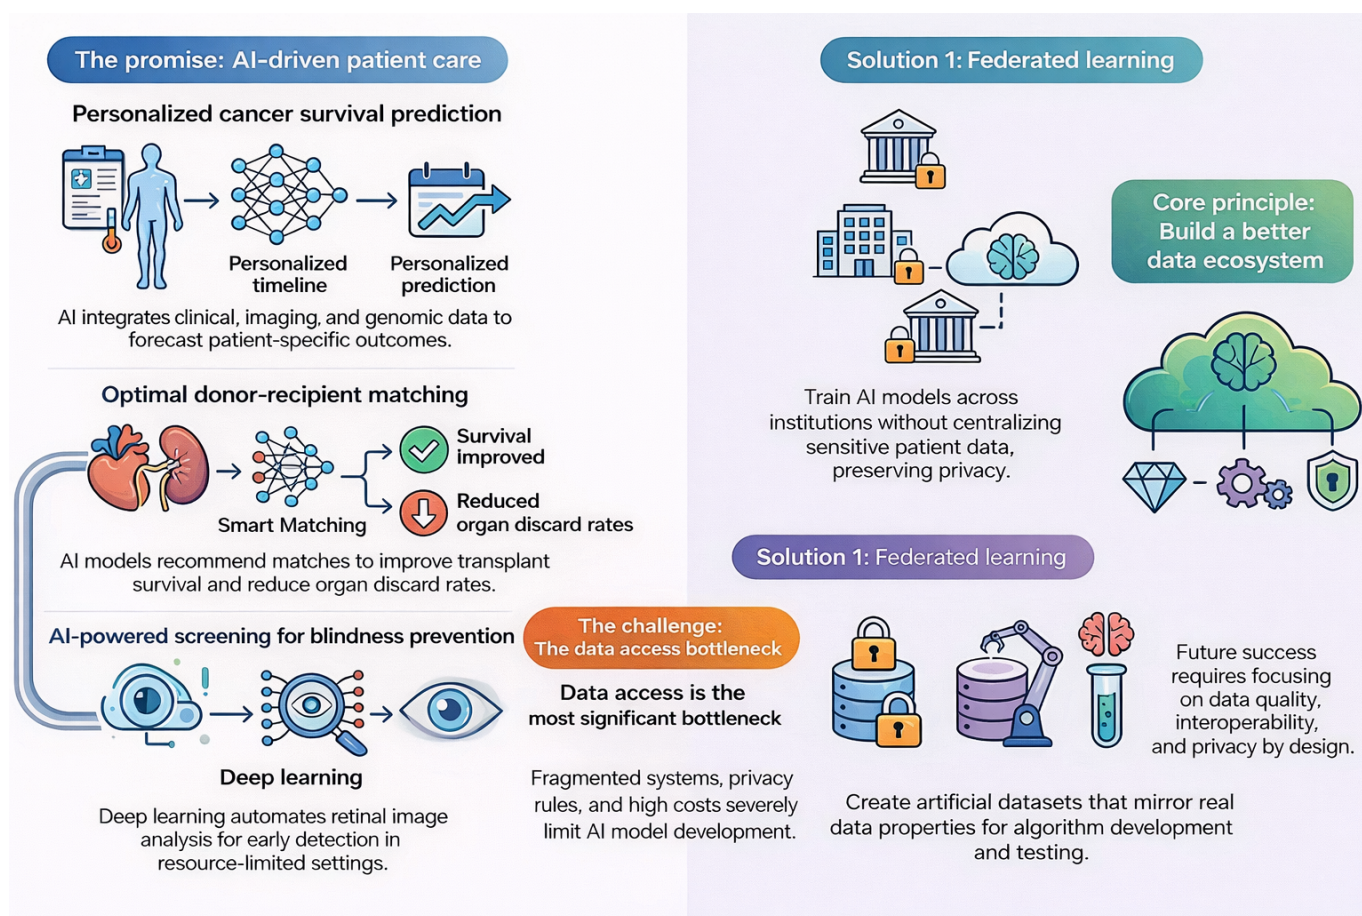 The promise: AI-driven patient care
Personalized cancer survival prediction
Personalized
timeline
Personalized
prediction
AI integrates clinical, imaging, and genomic data to
forecast patient-specific outcomes.
Optimal donor-recipient matching
Smart Matching
Survival
improved
Reduced
organ discard rates
AI models recommend matches to improve transplant
survival and reduce organ discard rates.
AI-powered screening for blindness prevention
Deep learning
Deep learning automates retinal image
analysis for early detection in
resource-limited settings.
The challenge:
The data access bottleneck
Data access is the
most significant bottleneck
Fragmented systems, privacy
rules, and high costs severely
limit AI model development.
Solution 1: Federated learning
Train AI models across
institutions without centralizing
sensitive patient data,
preserving privacy.
Core principle:
Build a better
data ecosystem
Solution 1: Federated learning
Create artificial datasets that mirror real
data properties for algorithm development
and testing.
Future success
requires focusing
on data quality,
interoperability,
and privacy by design.